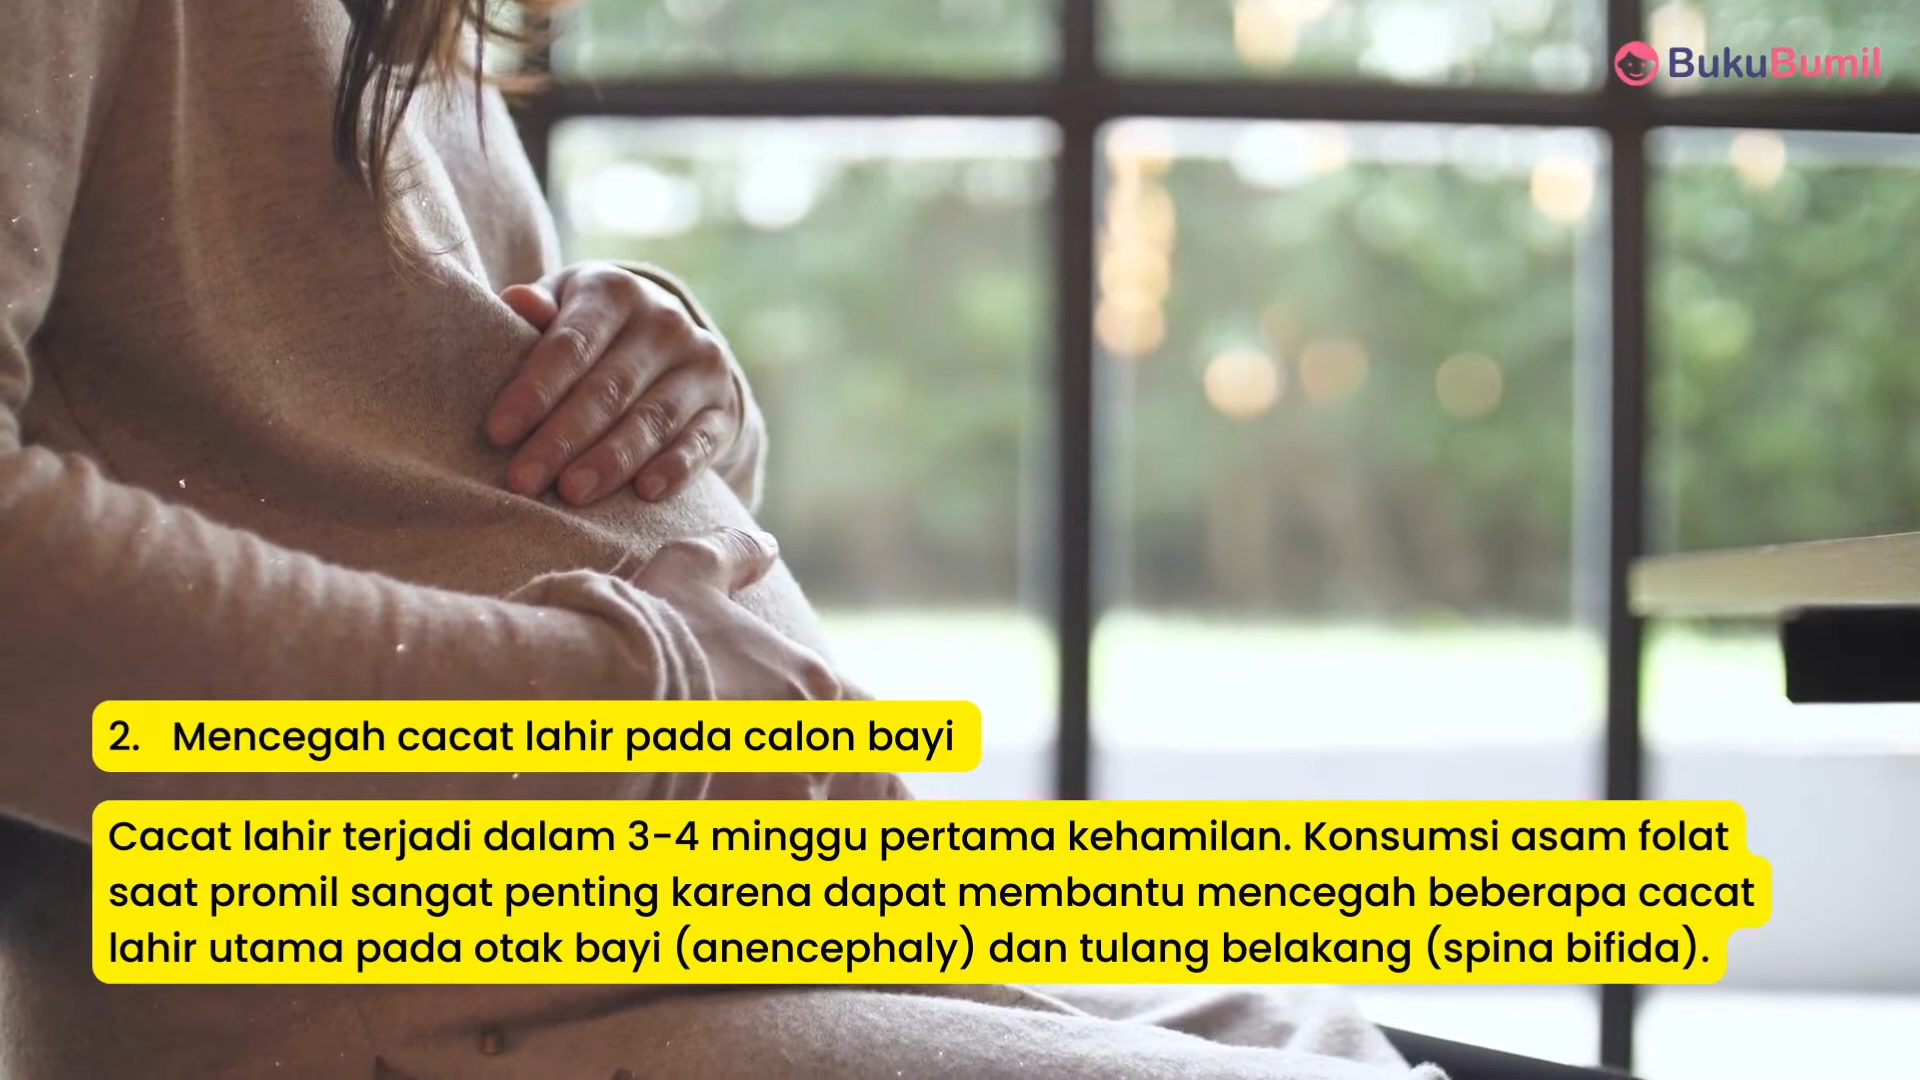 BukuBumil
2. Mencegah cacat lahir pada calon bayi
Cacat lahir terjadi dalam 3-4 minggu pertama kehamilan. Konsumsi asam folat
saat promil sangat penting karena dapat membantu mencegah beberapa cacat
lahir utama pada otak bayi (anencephaly) dan tulang belakang (spina bifida).